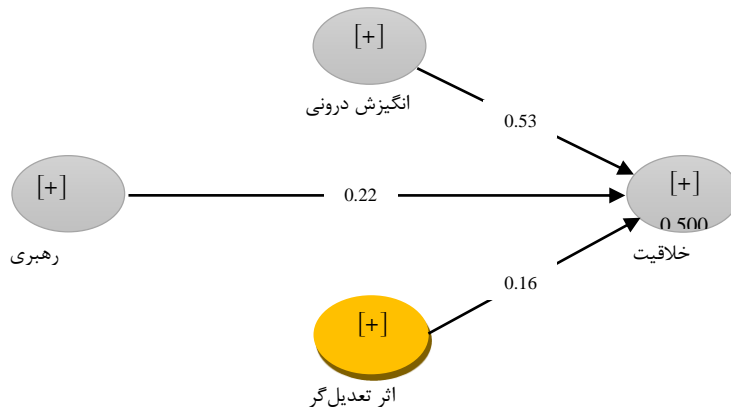 [+]
انگیزش درونی
0.53
[+]
رهبری
0.22
[+]
0.500
خلاقیت
0.16
[+]
اثر تعدیل‌گر